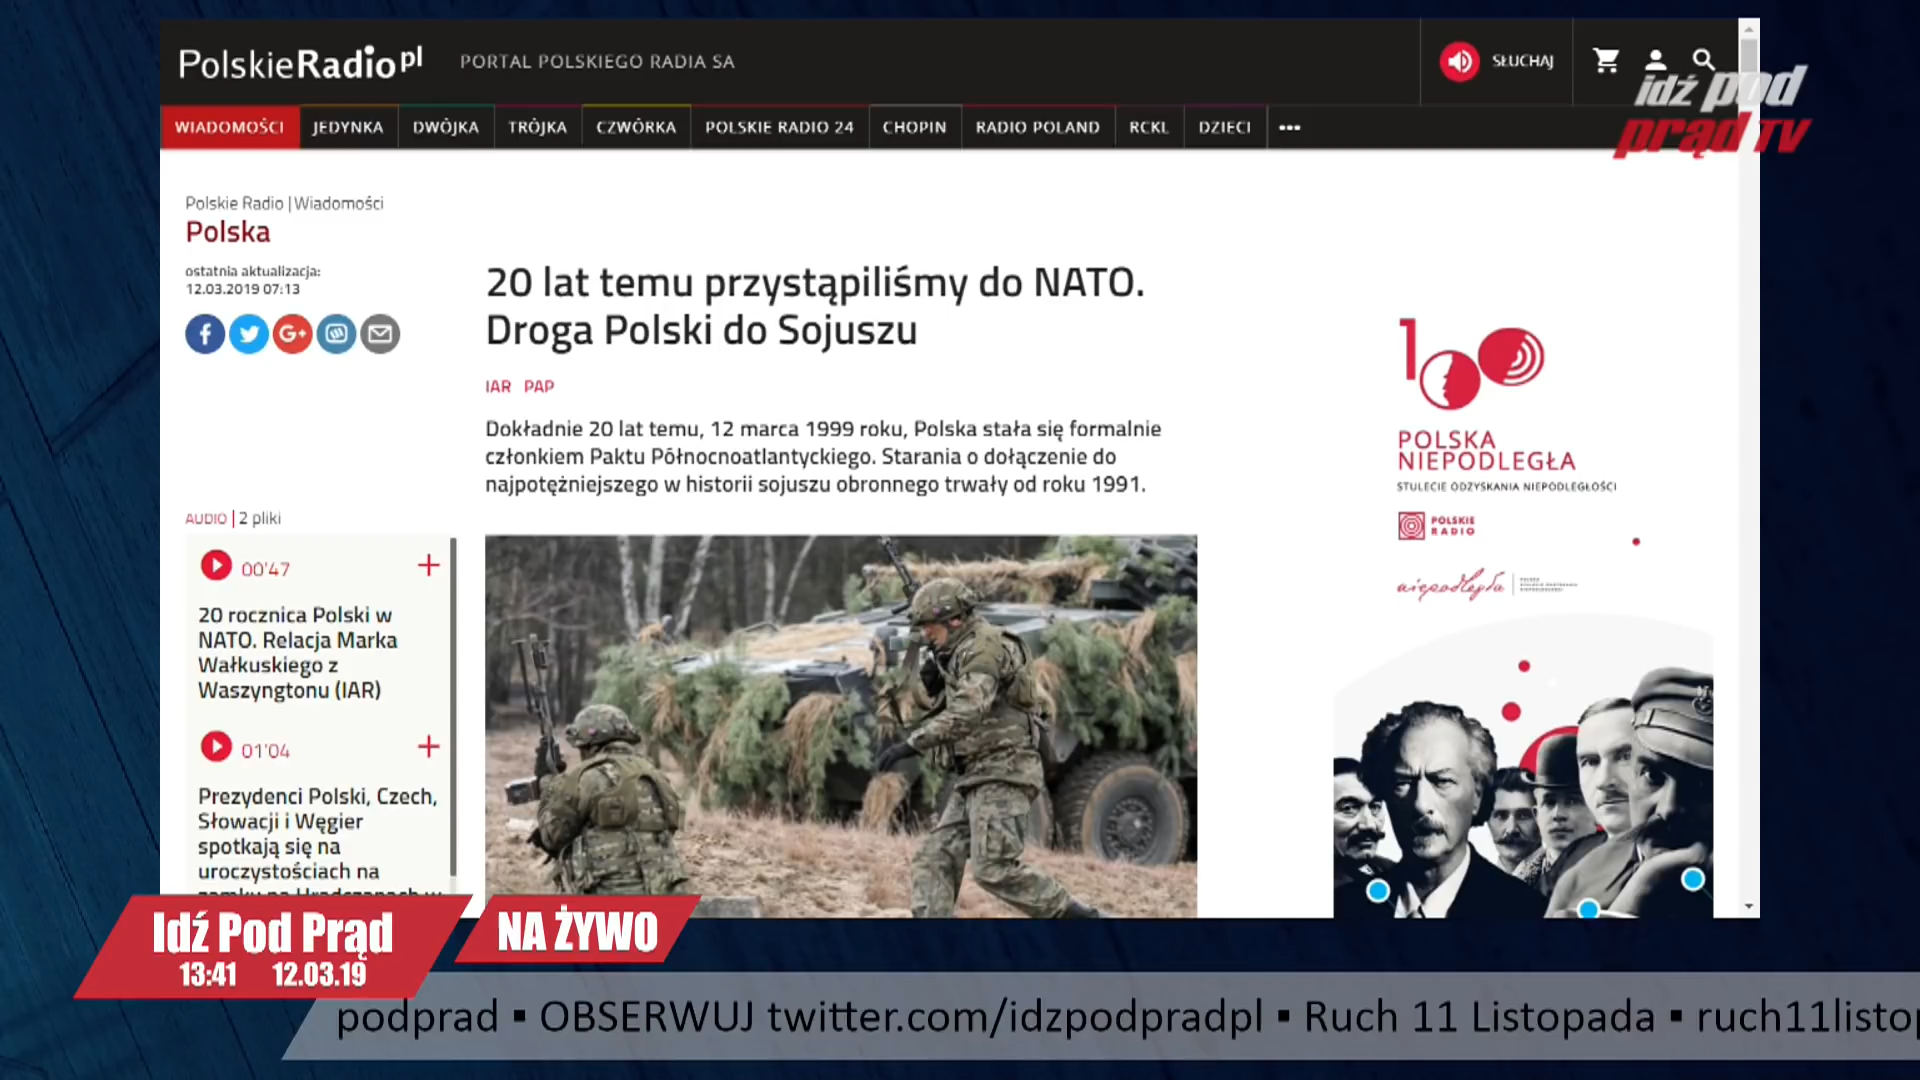 PolskieRadio.pl
PORTAL POLSKIEGO RADIA SA
SŁUCHAJ
idź pod
prąd TV
WIADOMOŚCI
JEDYNKA
DWÓJKA
TRÓJKA
CZWÓRKA
POLSKIE RADIO 24
CHOPIN
RADIO POLAND
RCKL
DZIECI
•••
Polskie Radio | Wiadomości
Polska
ostatnia aktualizacja:
12.03.2019 07:13
20 lat temu przystąpiliśmy do NATO.
Droga Polski do Sojuszu
IAR PAP
Dokładnie 20 lat temu, 12 marca 1999 roku, Polska stała się formalnie
członkiem Paktu Północnoatlantyckiego. Starania o dołączenie do
najpotężniejszego w historii sojuszu obronnego trwały od roku 1991.
AUDIO | 2 pliki
00'47
20 rocznica Polski w
NATO. Relacja Marka
Wałkuskiego z
Waszyngtonu (IAR)
01'04
Prezydenci Polski, Czech,
Słowacji i Węgier
spotkają się na
uroczystościach na
zamku na Hradczanach w
100
POLSKA
NIEPODLEGŁA
STULECIE ODZYSKANIA NIEPODLEGŁOŚCI
POLSKIE
RADIO
niepodległa
Idź Pod Prąd
13:41 12.03.19
NA ŻYWO
podprad ▪ OBSERWUJ twitter.com/idzpodpradpl ▪ Ruch 11 Listopada ▪ ruch11listop